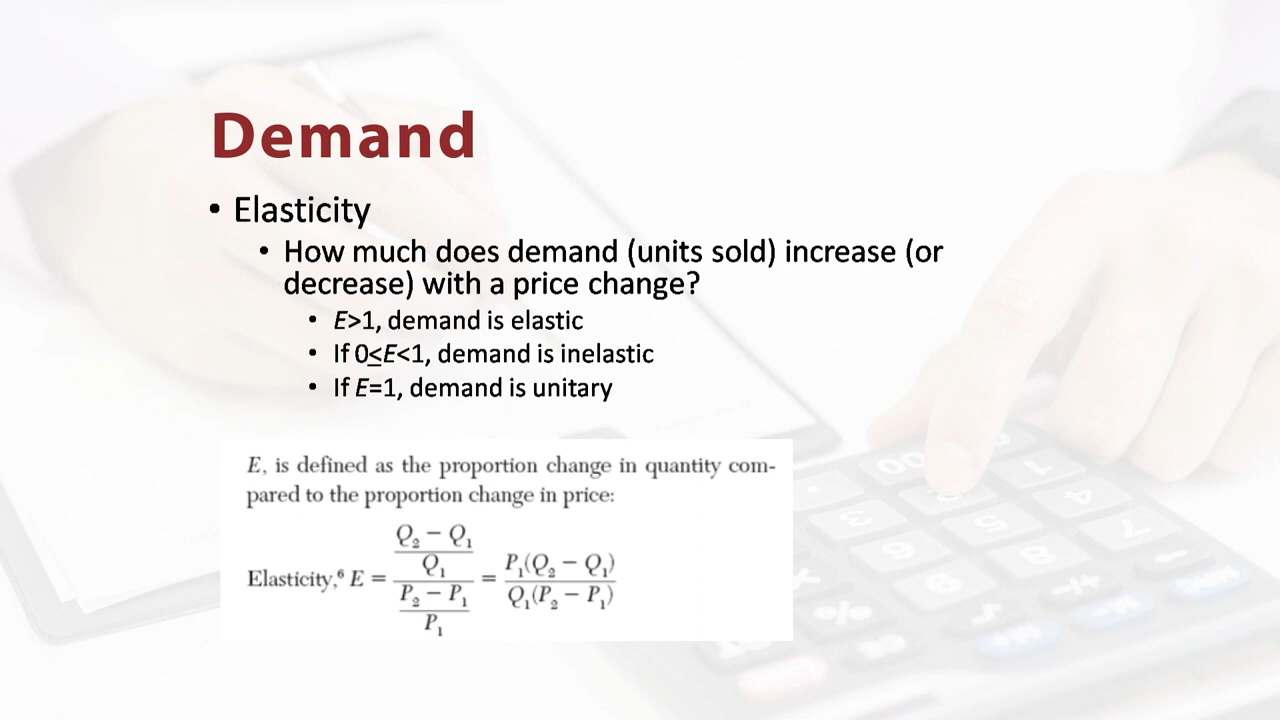 Demand
• Elasticity
• How much does demand (units sold) increase (or
decrease) with a price change?
• E>1, demand is elastic
• If 0≤E<1, demand is inelastic
• If E=1, demand is unitary
E, is defined as the proportion change in quantity com-
pared to the proportion change in price:
Elasticity,⁶ E = ((Q₂ − Q₁)/Q₁)/((P₂ − P₁)/P₁) = P₁(Q₂ − Q₁)/Q₁(P₂ − P₁)